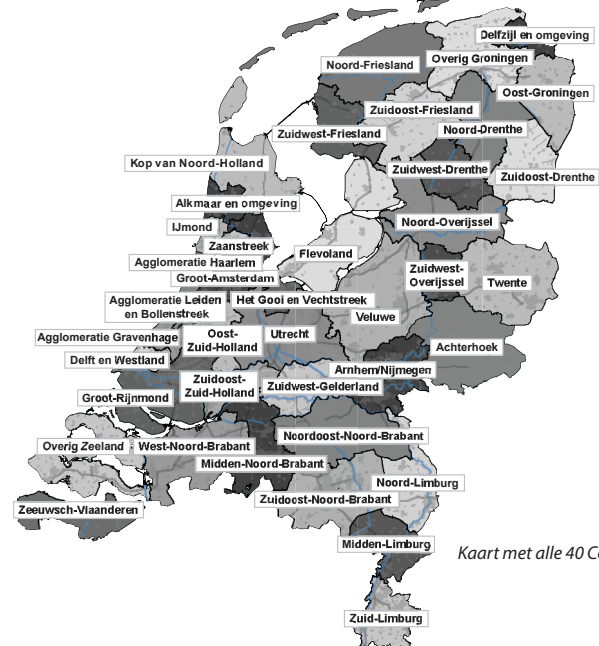 Delfzijl en omgeving
Overig Groningen
Noord-Friesland
Oost-Groningen
Zuidoost-Friesland
Noord-Drenthe
Zuidwest-Friesland
Kop van Noord-Holland
Zuidwest-Drenthe
Zuidoost-Drenthe
Alkmaar en omgeving
Noord-Overijssel
IJmond
Zaanstreek
Flevoland
Agglomeratie Haarlem
Groot-Amsterdam
Zuidwest-
Overijssel
Twente
Agglomeratie Leiden
en Bollenstreek
Het Gooi en Vechtstreek
Veluwe
Agglomeratie Gravenhage
Oost-
Zuid-Holland
Utrecht
Achterhoek
Delft en Westland
Arnhem/Nijmegen
Zuidoost-
Zuid-Holland
Zuidwest-Gelderland
Groot-Rijnmond
Noordoost-Noord-Brabant
Overig Zeeland
West-Noord-Brabant
Midden-Noord-Brabant
Noord-Limburg
Zuidoost-Noord-Brabant
Zeeuwsch-Vlaanderen
Midden-Limburg
Kaart met alle 40 C
Zuid-Limburg